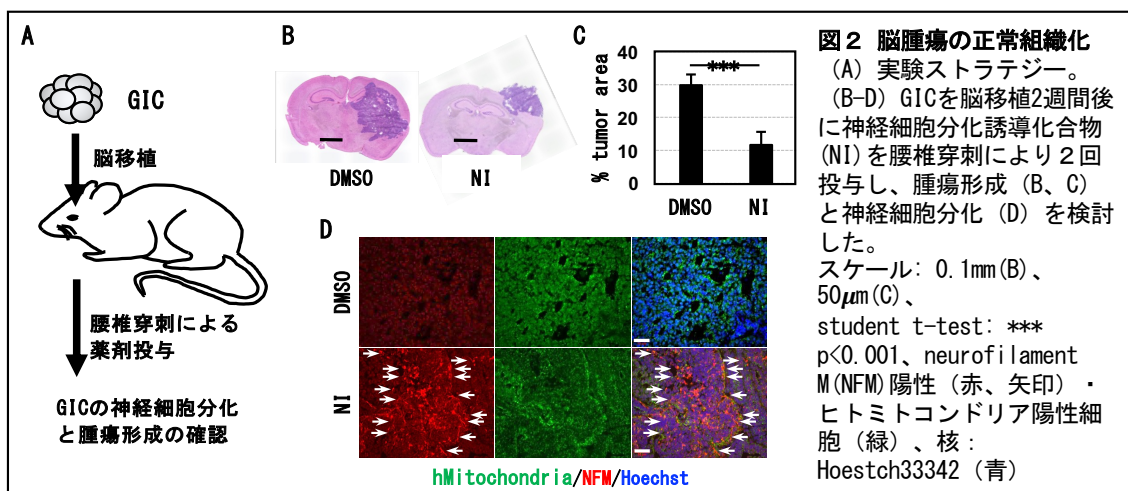 A
GIC
脳移植
腰椎穿刺による
薬剤投与
GICの神経細胞分化
と腫瘍形成の確認
B
DMSO
NI
C
% tumor area
40
30
20
10
0
***
DMSO
NI
D
DMSO
NI
hMitochondria/NFM/Hoechst
図2 脳腫瘍の正常組織化
(A) 実験ストラテジー。
(B-D) GICを脳移植2週間後
に神経細胞分化誘導化合物
(NI)を腰椎穿刺により２回
投与し、腫瘍形成（B、C）
と神経細胞分化（D）を検討
した。
スケール: 0.1mm(B)、
50μm(C)、
student t-test: ***
p<0.001、neurofilament
M(NFM)陽性（赤、矢印）・
ヒトミトコンドリア陽性細
胞（緑）、核：
Hoestch33342（青）